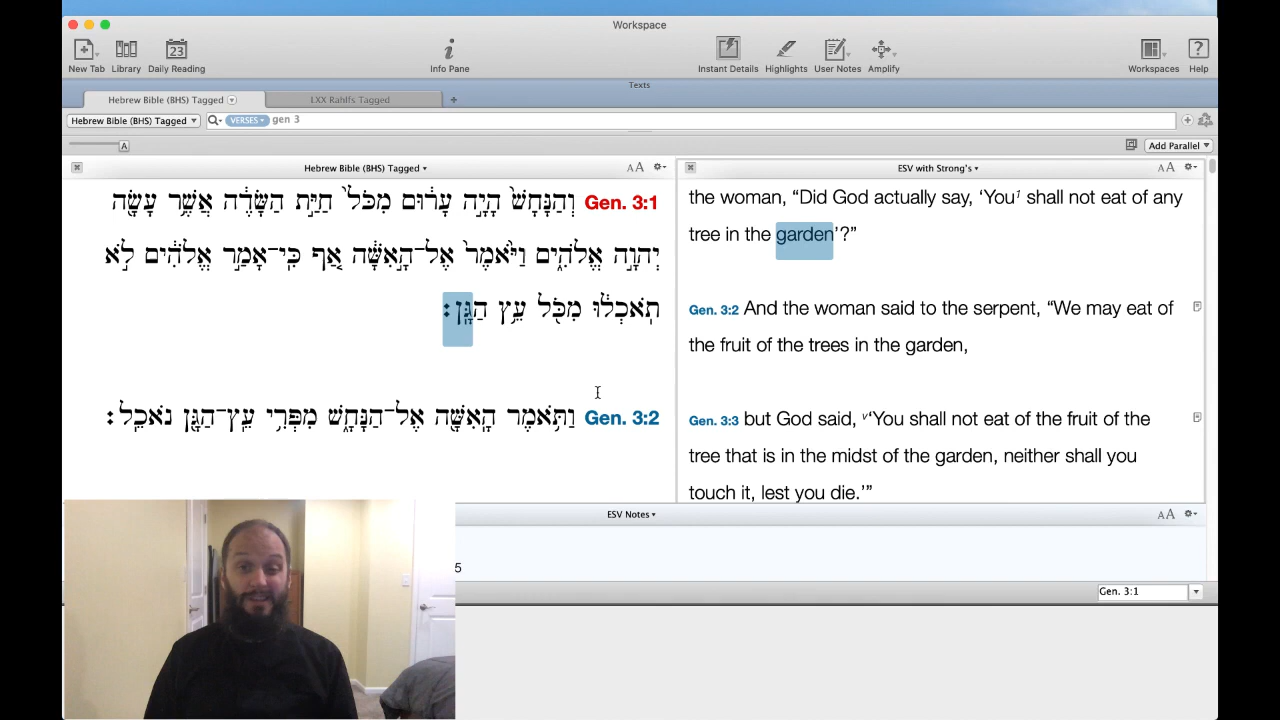 Workspace
New Tab Library Daily Reading Info Pane Instant Details Highlights User Notes Amplify Workspaces Help
23
Texts
Hebrew Bible (BHS) Tagged LXX Rahlfs Tagged +
Hebrew Bible (BHS) Tagged VERSES gen 3
A Add Parallel
Hebrew Bible (BHS) Tagged AA
Gen. 3:1 וְהַנָּחָשׁ֙ הָיָ֣ה עָר֔וּם מִכֹּל֙ חַיַּ֣ת הַשָּׂדֶ֔ה אֲשֶׁ֥ר עָשָׂ֖ה
יְהוָ֣ה אֱלֹהִ֑ים וַיֹּ֙אמֶר֙ אֶל־הָ֣אִשָּׁ֔ה אַ֚ף כִּֽי־אָמַ֣ר אֱלֹהִ֔ים לֹ֣א
תֹֽאכְל֔וּ מִכֹּ֖ל עֵ֥ץ הַגָּֽן׃
Gen. 3:2 וַתֹּ֥אמֶר הָֽאִשָּׁ֖ה אֶל־הַנָּחָ֑שׁ מִפְּרִ֥י עֵֽץ־הַגָּ֖ן נֹאכֵֽל׃
ESV with Strong's AA
the woman, “Did God actually say, ‘You¹ shall not eat of any
tree in the garden’?”
Gen. 3:2 And the woman said to the serpent, “We may eat of
the fruit of the trees in the garden,
Gen. 3:3 but God said, ᵛ‘You shall not eat of the fruit of the
tree that is in the midst of the garden, neither shall you
touch it, lest you die.’”
ESV Notes AA
5
Gen. 3:1